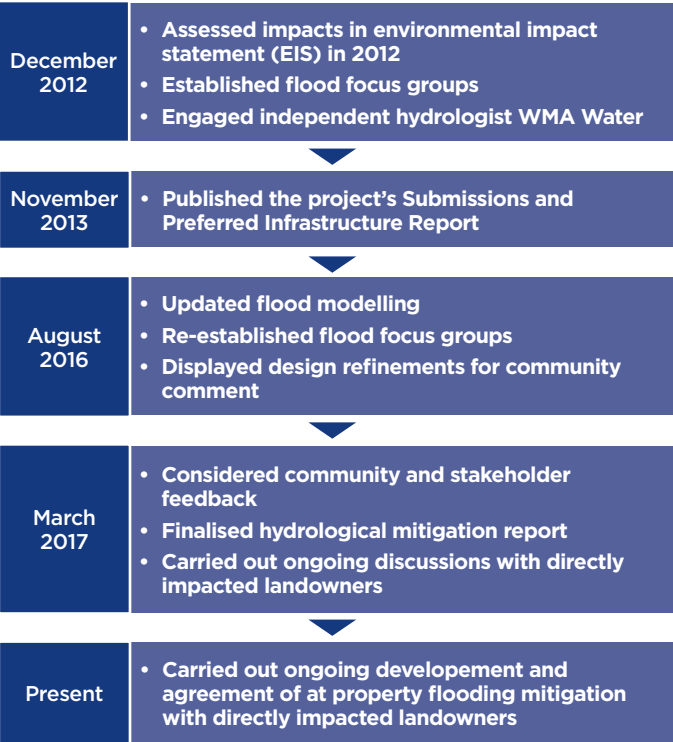 December
2012
• Assessed impacts in environmental impact
statement (EIS) in 2012
• Established flood focus groups
• Engaged independent hydrologist WMA Water
November
2013
• Published the project's Submissions and
Preferred Infrastructure Report
August
2016
• Updated flood modelling
• Re-established flood focus groups
• Displayed design refinements for community
comment
March
2017
• Considered community and stakeholder
feedback
• Finalised hydrological mitigation report
• Carried out ongoing discussions with directly
impacted landowners
Present
• Carried out ongoing developement and
agreement of at property flooding mitigation
with directly impacted landowners